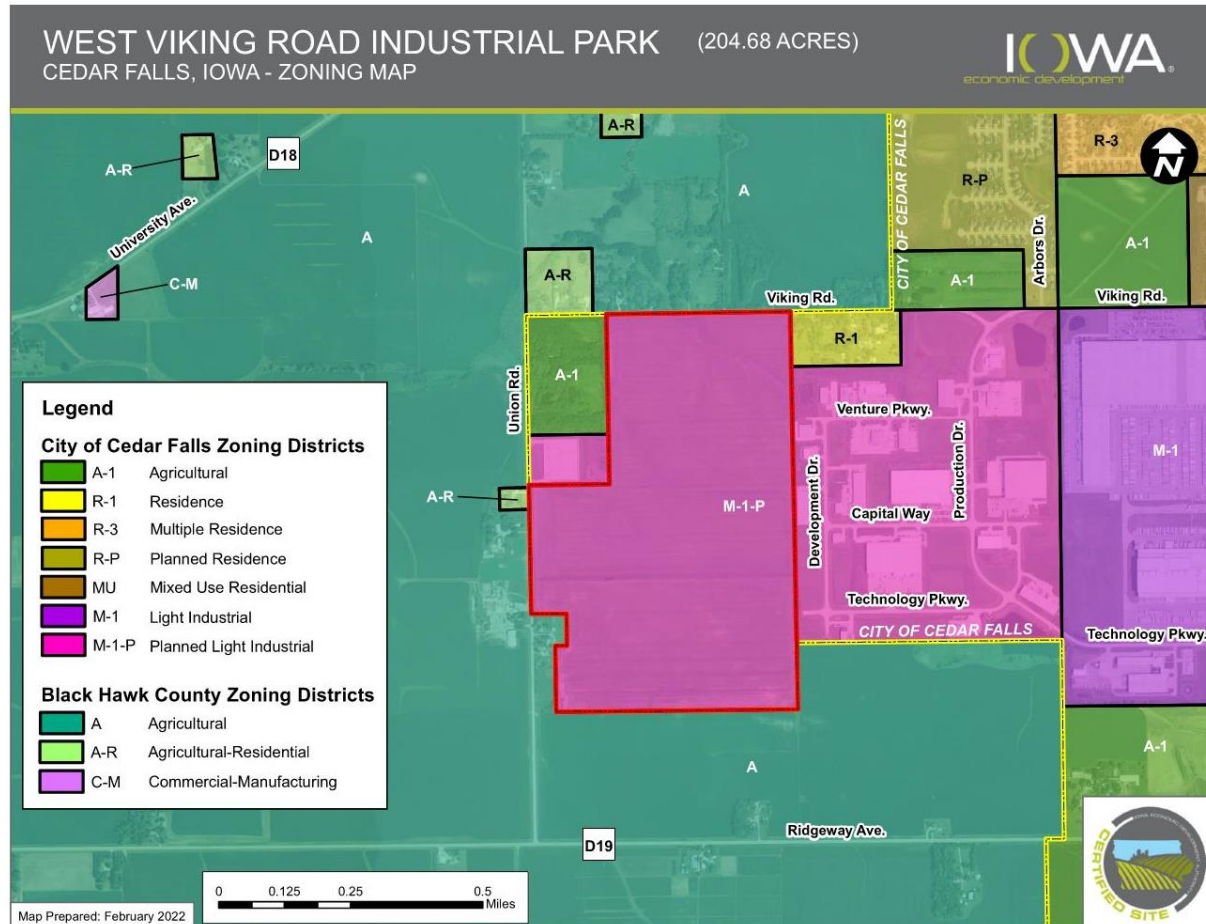 WEST VIKING ROAD INDUSTRIAL PARK (204.68 ACRES)
CEDAR FALLS, IOWA - ZONING MAP
IOWA®
economic development
A-R
D18
A-R
University Ave.
A
A
C-M
CITY OF CEDAR FALLS
R-P
Arbors Dr.
R-3
N
A-1
A-1
Viking Rd.
Viking Rd.
A-R
A-1
Union Rd.
R-1
Venture Pkwy.
Development Dr.
Production Dr.
M-1
A-R
M-1-P
Capital Way
Technology Pkwy.
CITY OF CEDAR FALLS
Technology Pkwy.
A-1
A
Ridgeway Ave.
D19
Legend
City of Cedar Falls Zoning Districts
A-1 Agricultural
R-1 Residence
R-3 Multiple Residence
R-P Planned Residence
MU Mixed Use Residential
M-1 Light Industrial
M-1-P Planned Light Industrial
Black Hawk County Zoning Districts
A Agricultural
A-R Agricultural-Residential
C-M Commercial-Manufacturing
0 0.125 0.25 0.5
Miles
Map Prepared: February 2022
CERTIFIED SITE